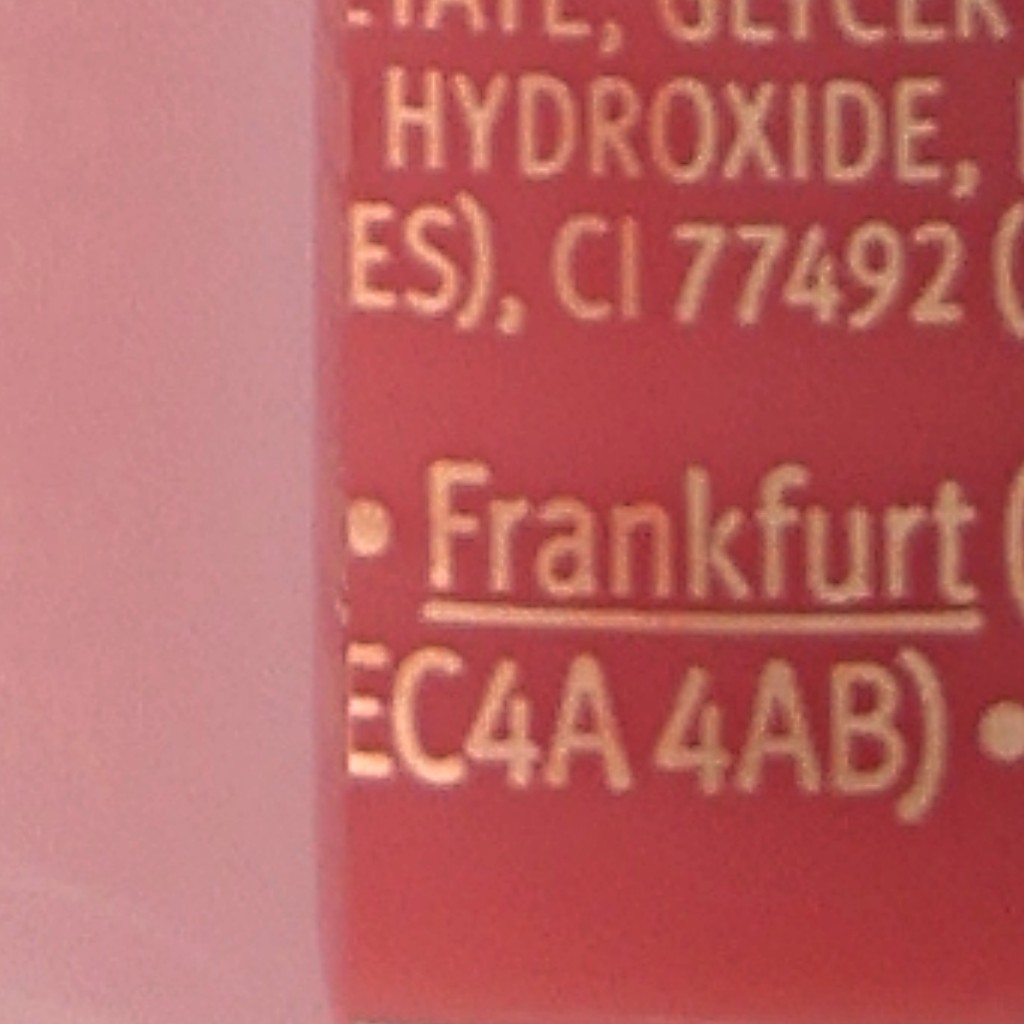 HYDROXIDE,
ES), CI 77492 (
• Frankfurt (
EC4A 4AB) •